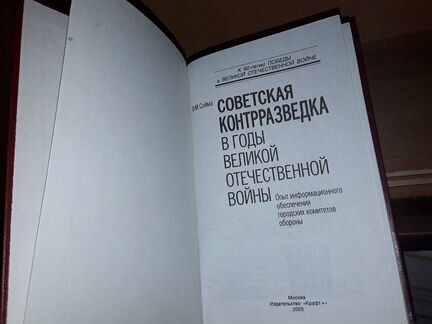 К 60-летию ПОБЕДЫ
в ВЕЛИКОЙ ОТЕЧЕСТВЕННОЙ ВОЙНЕ
В.М. Сойма
СОВЕТСКАЯ
КОНТРРАЗВЕДКА
В ГОДЫ
ВЕЛИКОЙ
ОТЕЧЕСТВЕННОЙ
ВОЙНЫ
Опыт информационного
обеспечения
городских комитетов
обороны
Москва
Издательство «Крафт+»
2005